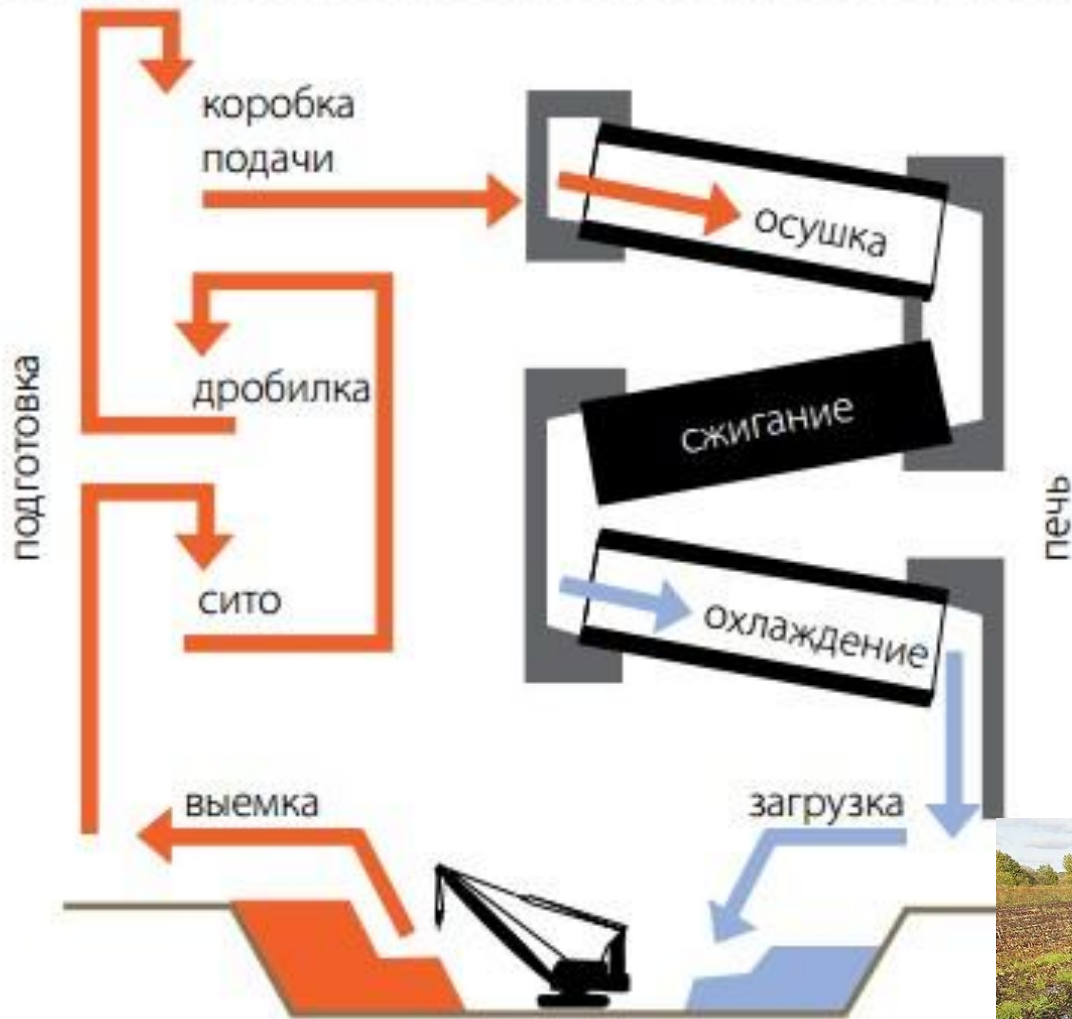 коробка
подачи
осушка
подготовка
дробилка
сжигание
печь
сито
охлаждение
выемка
загрузка